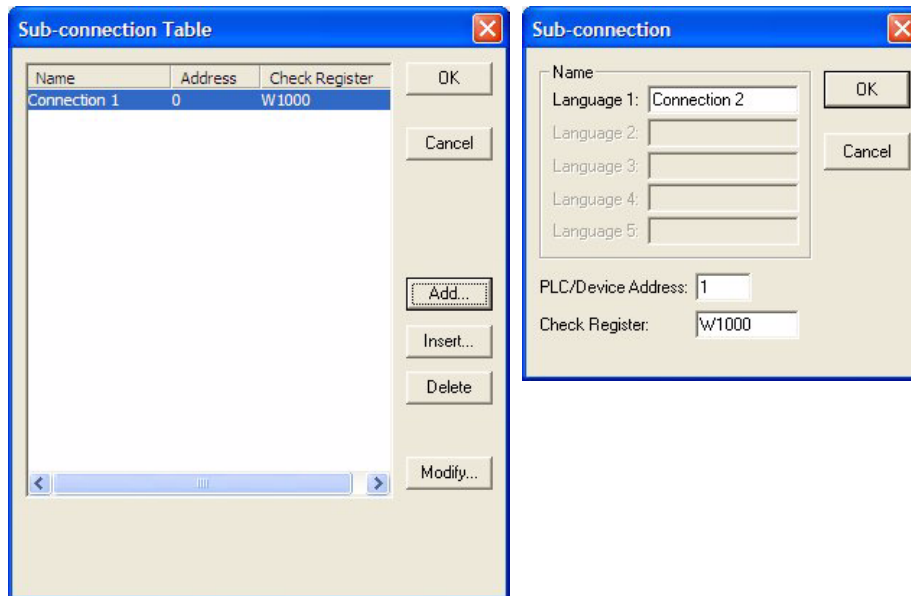 Sub-connection Table
Name Address Check Register
Connection 1 0 W1000
OK
Cancel
Add...
Insert...
Delete
Modify...
Sub-connection
Name
Language 1: Connection 2
Language 2:
Language 3:
Language 4:
Language 5:
OK
Cancel
PLC/Device Address: 1
Check Register: W1000